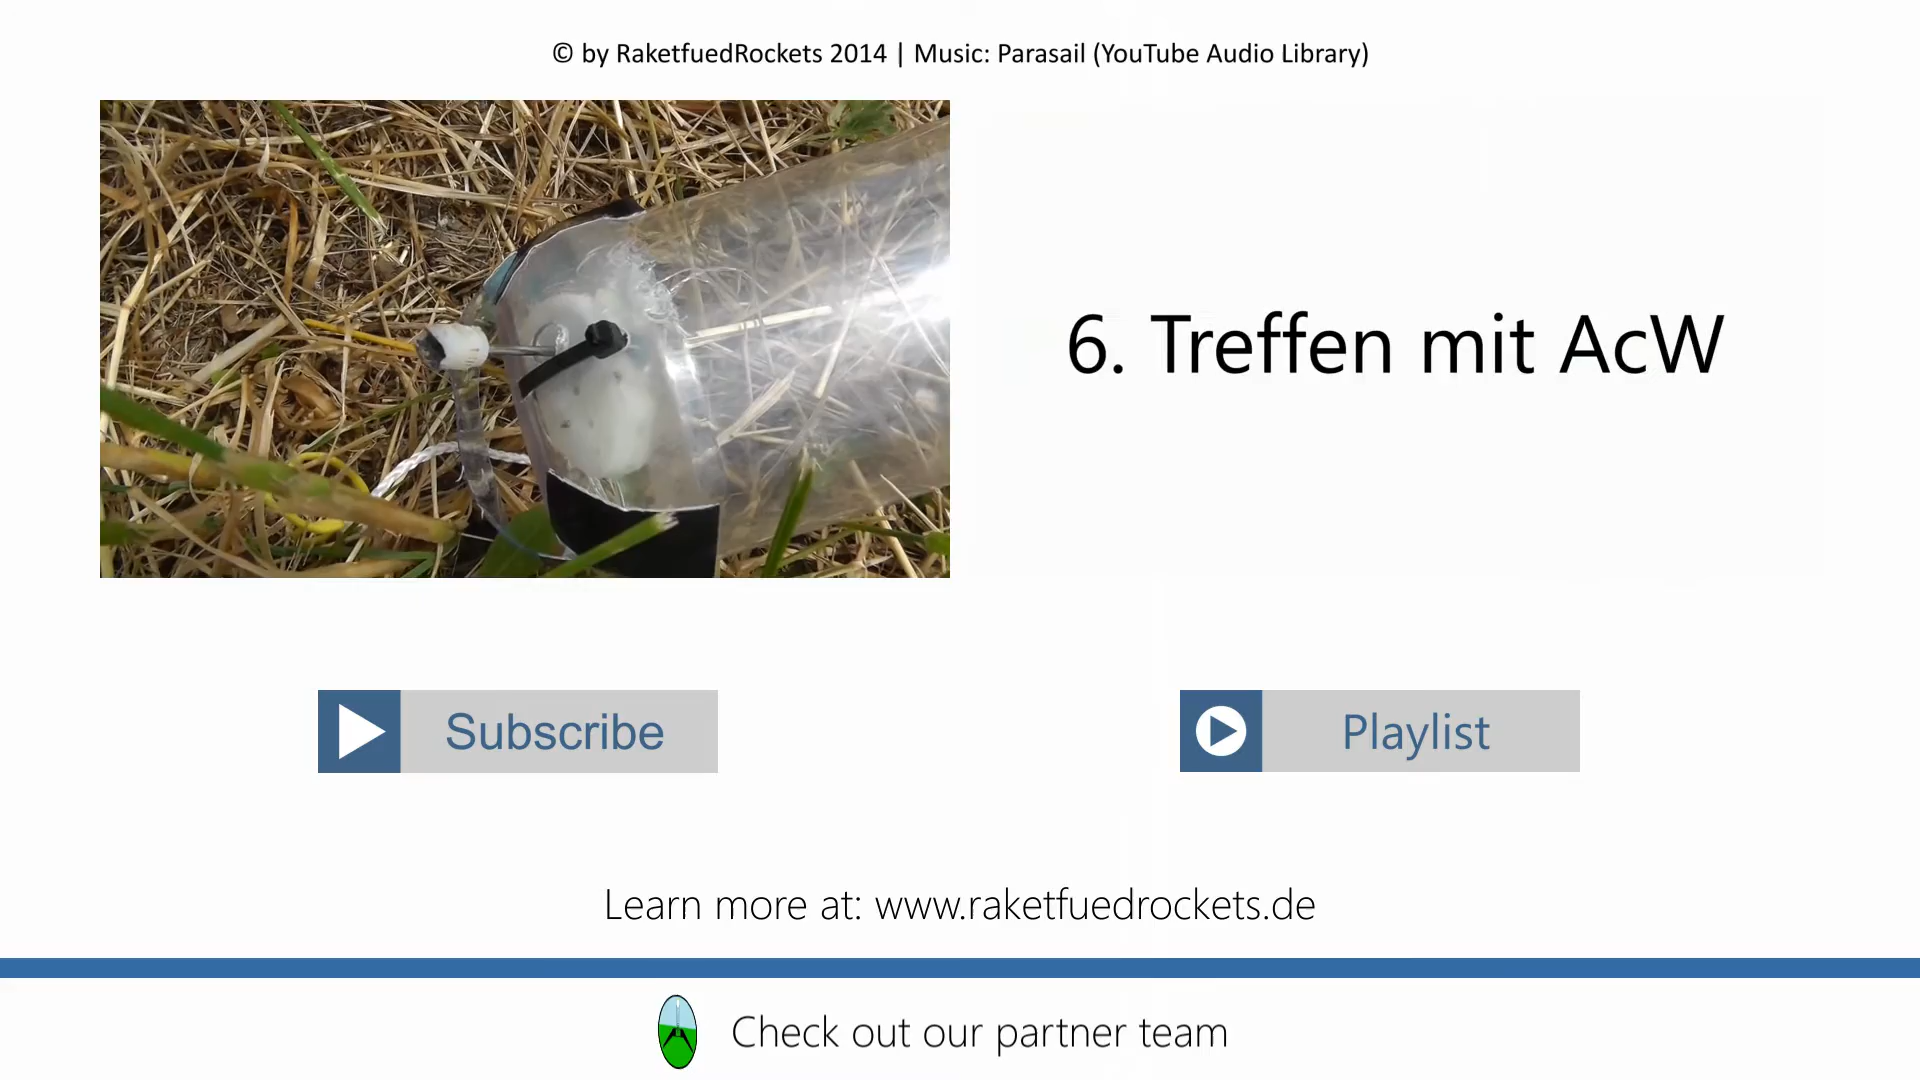 © by RaketfuedRockets 2014 | Music: Parasail (YouTube Audio Library)
6. Treffen mit AcW
Subscribe
Playlist
Learn more at: www.raketfuedrockets.de
Check out our partner team